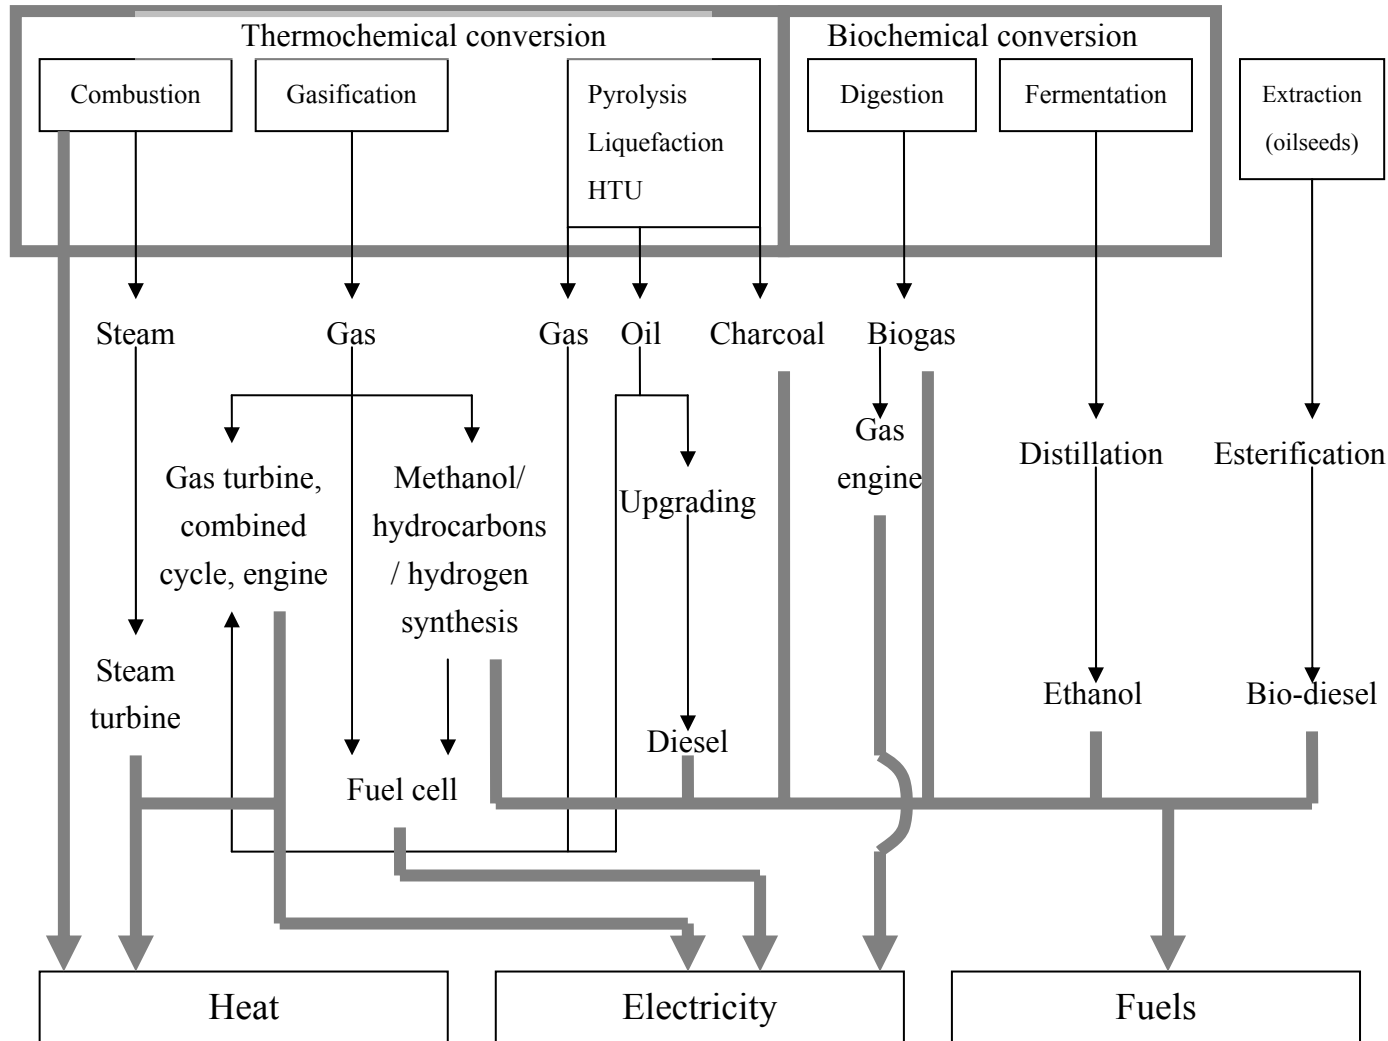 Thermochemical conversion
Biochemical conversion
Combustion
Gasification
Pyrolysis
Liquefaction
HTU
Digestion
Fermentation
Extraction
(oilseeds)
Steam
Gas
Gas
Oil
Charcoal
Biogas
Gas turbine,
combined
cycle, engine
Methanol/
hydrocarbons
/ hydrogen
synthesis
Upgrading
Gas
engine
Distillation
Esterification
Steam
turbine
Fuel cell
Diesel
Ethanol
Bio-diesel
Heat
Electricity
Fuels